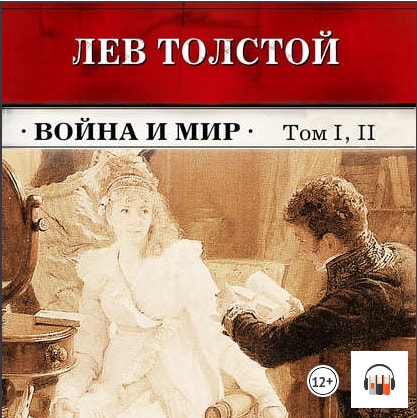 ЛЕВ ТОЛСТОЙ
· ВОЙНА И МИР · Том I, II
12+